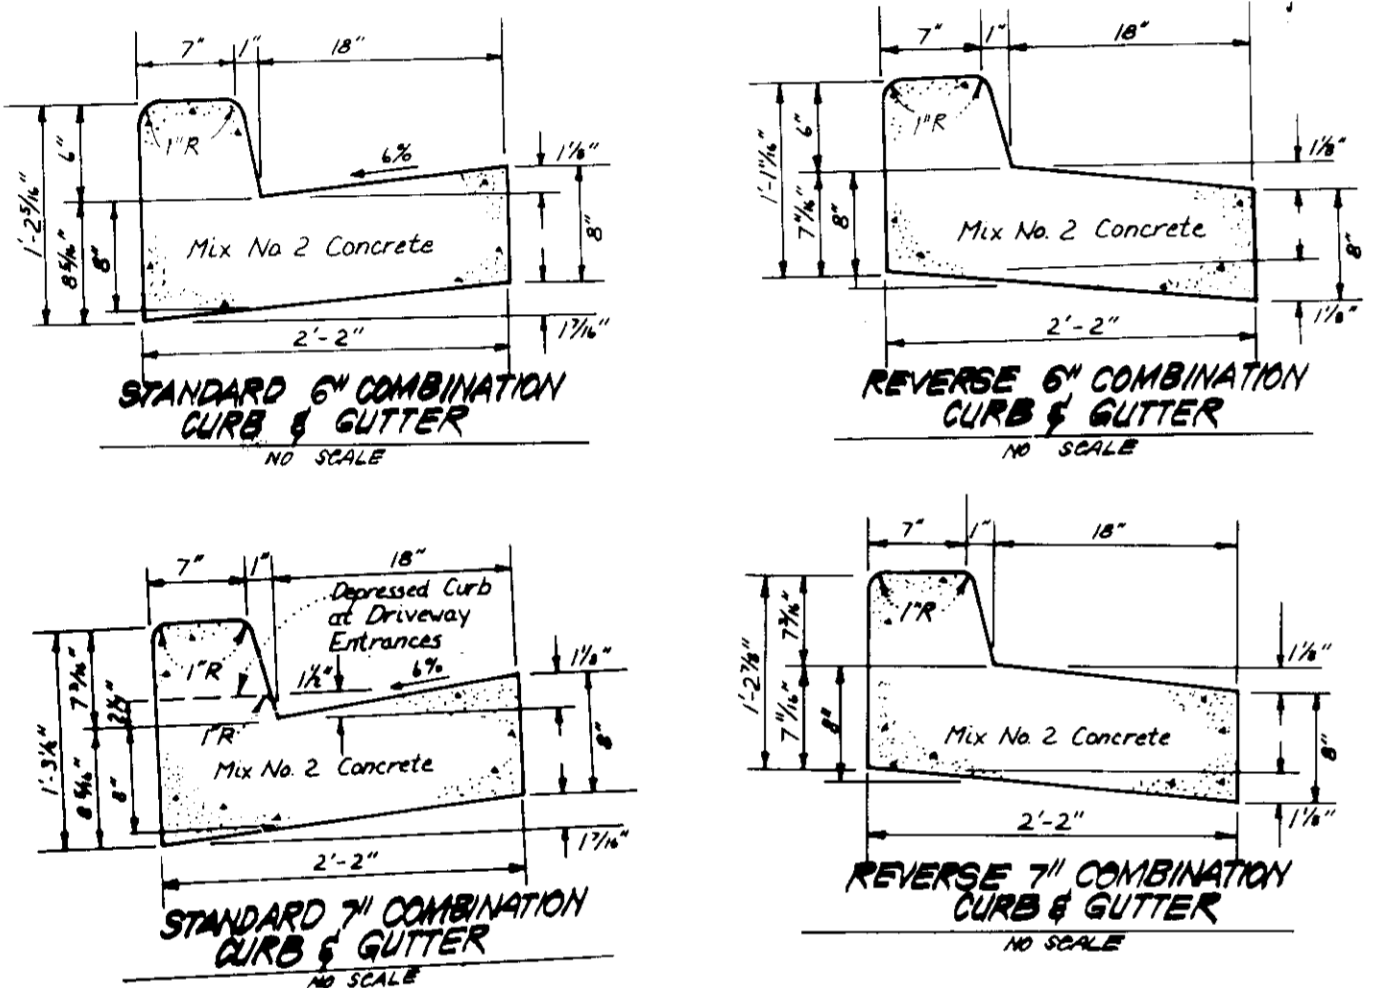 7" 1" 18"
1'-2 5/16"
6"
8 5/16"
8"
1"R
6%
1 1/8"
8"
Mix No. 2 Concrete
1 7/16"
2'-2"
STANDARD 6" COMBINATION
CURB & GUTTER
NO SCALE
7" 1" 18"
1'-1 11/16"
6"
7 11/16"
8"
1"R
1 1/8"
Mix No. 2 Concrete
8"
1 1/8"
2'-2"
REVERSE 6" COMBINATION
CURB & GUTTER
NO SCALE
7" 1" 18"
Depressed Curb
at Driveway
Entrances
1'-3 1/2"
7 3/16"
2 1/2"
8 5/16"
8"
1"R
1 1/2"
6%
1 1/8"
1"R
8"
Mix No. 2 Concrete
1 7/16"
2'-2"
STANDARD 7" COMBINATION
CURB & GUTTER
NO SCALE
7" 1" 18"
1'-2 7/8"
7 3/16"
7 11/16"
8"
1"R
1 1/8"
Mix No. 2 Concrete
8"
1 1/8"
2'-2"
REVERSE 7" COMBINATION
CURB & GUTTER
NO SCALE